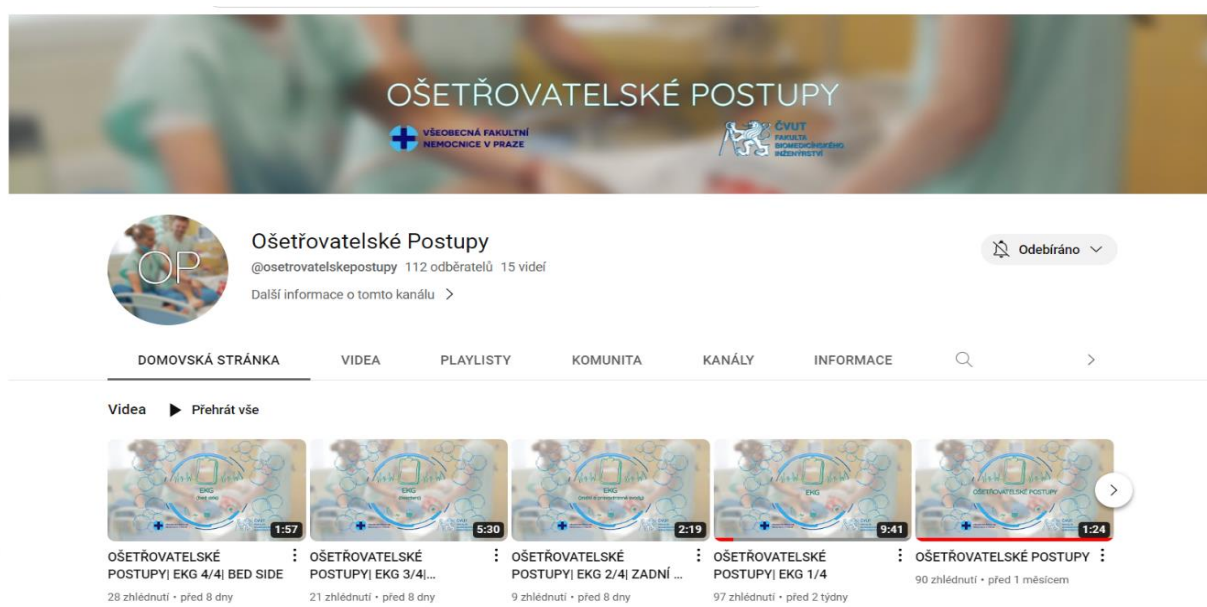 OŠETŘOVATELSKÉ POSTUPY
VŠEOBECNÁ FAKULTNÍ
NEMOCNICE V PRAZE
ČVUT
FAKULTA
BIOMEDICÍNSKÉHO
INŽENÝRSTVÍ
OP
Ošetřovatelské Postupy
@osetrovatelskepostupy 112 odběratelů 15 videí
Další informace o tomto kanálu
Odebíráno
DOMOVSKÁ STRÁNKA VIDEA PLAYLISTY KOMUNITA KANÁLY INFORMACE
Videa Přehrát vše
EKG
(bed side)
1:57
OŠETŘOVATELSKÉ
POSTUPY| EKG 4/4| BED SIDE
28 zhlédnutí • před 8 dny
EKG
5:30
OŠETŘOVATELSKÉ
POSTUPY| EKG 3/4|...
21 zhlédnutí • před 8 dny
EKG
2:19
OŠETŘOVATELSKÉ
POSTUPY| EKG 2/4| ZADNÍ ...
9 zhlédnutí • před 8 dny
EKG
9:41
OŠETŘOVATELSKÉ
POSTUPY| EKG 1/4
97 zhlédnutí • před 2 týdny
OŠETŘOVATELSKÉ POSTUPY
1:24
OŠETŘOVATELSKÉ POSTUPY
90 zhlédnutí • před 1 měsícem